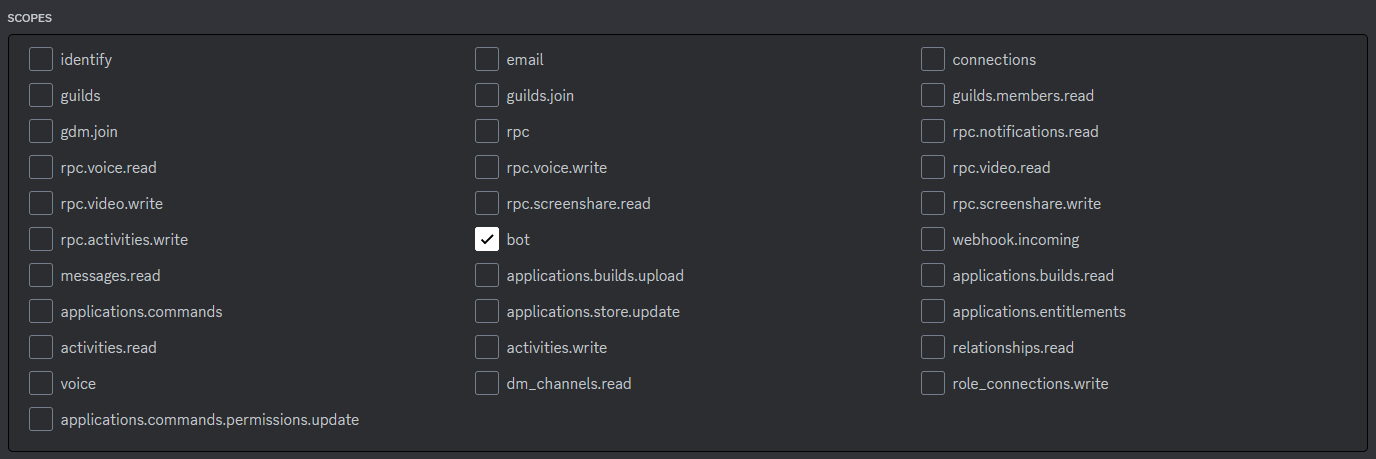 SCOPES
identify email connections
guilds guilds.join guilds.members.read
gdm.join rpc rpc.notifications.read
rpc.voice.read rpc.voice.write rpc.video.read
rpc.video.write rpc.screenshare.read rpc.screenshare.write
rpc.activities.write bot webhook.incoming
messages.read applications.builds.upload applications.builds.read
applications.commands applications.store.update applications.entitlements
activities.read activities.write relationships.read
voice dm_channels.read role_connections.write
applications.commands.permissions.update